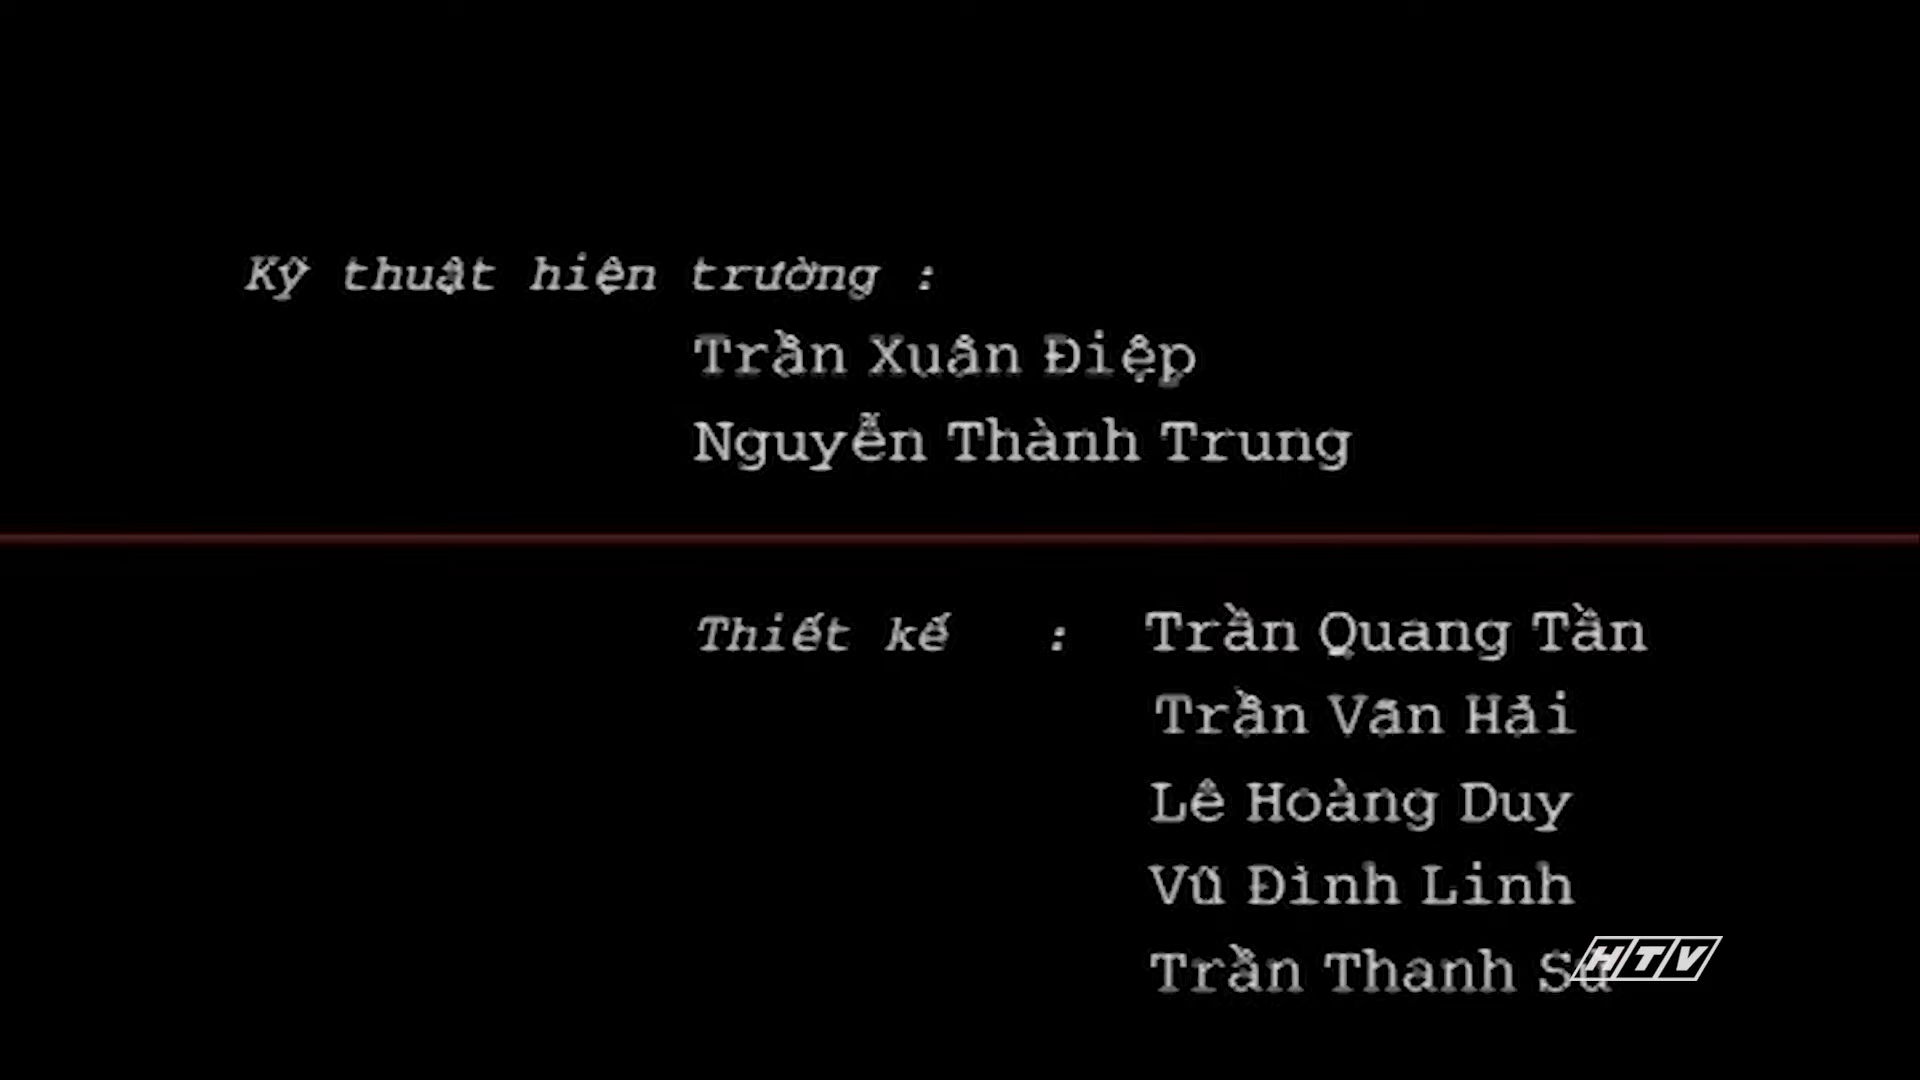 Kỹ thuật hiện trường :
Trần Xuân Điệp
Nguyễn Thành Trung
Thiết kế : Trần Quang Tần
Trần Văn Hải
Lê Hoàng Duy
Vũ Đình Linh
Trần Thanh
HTV